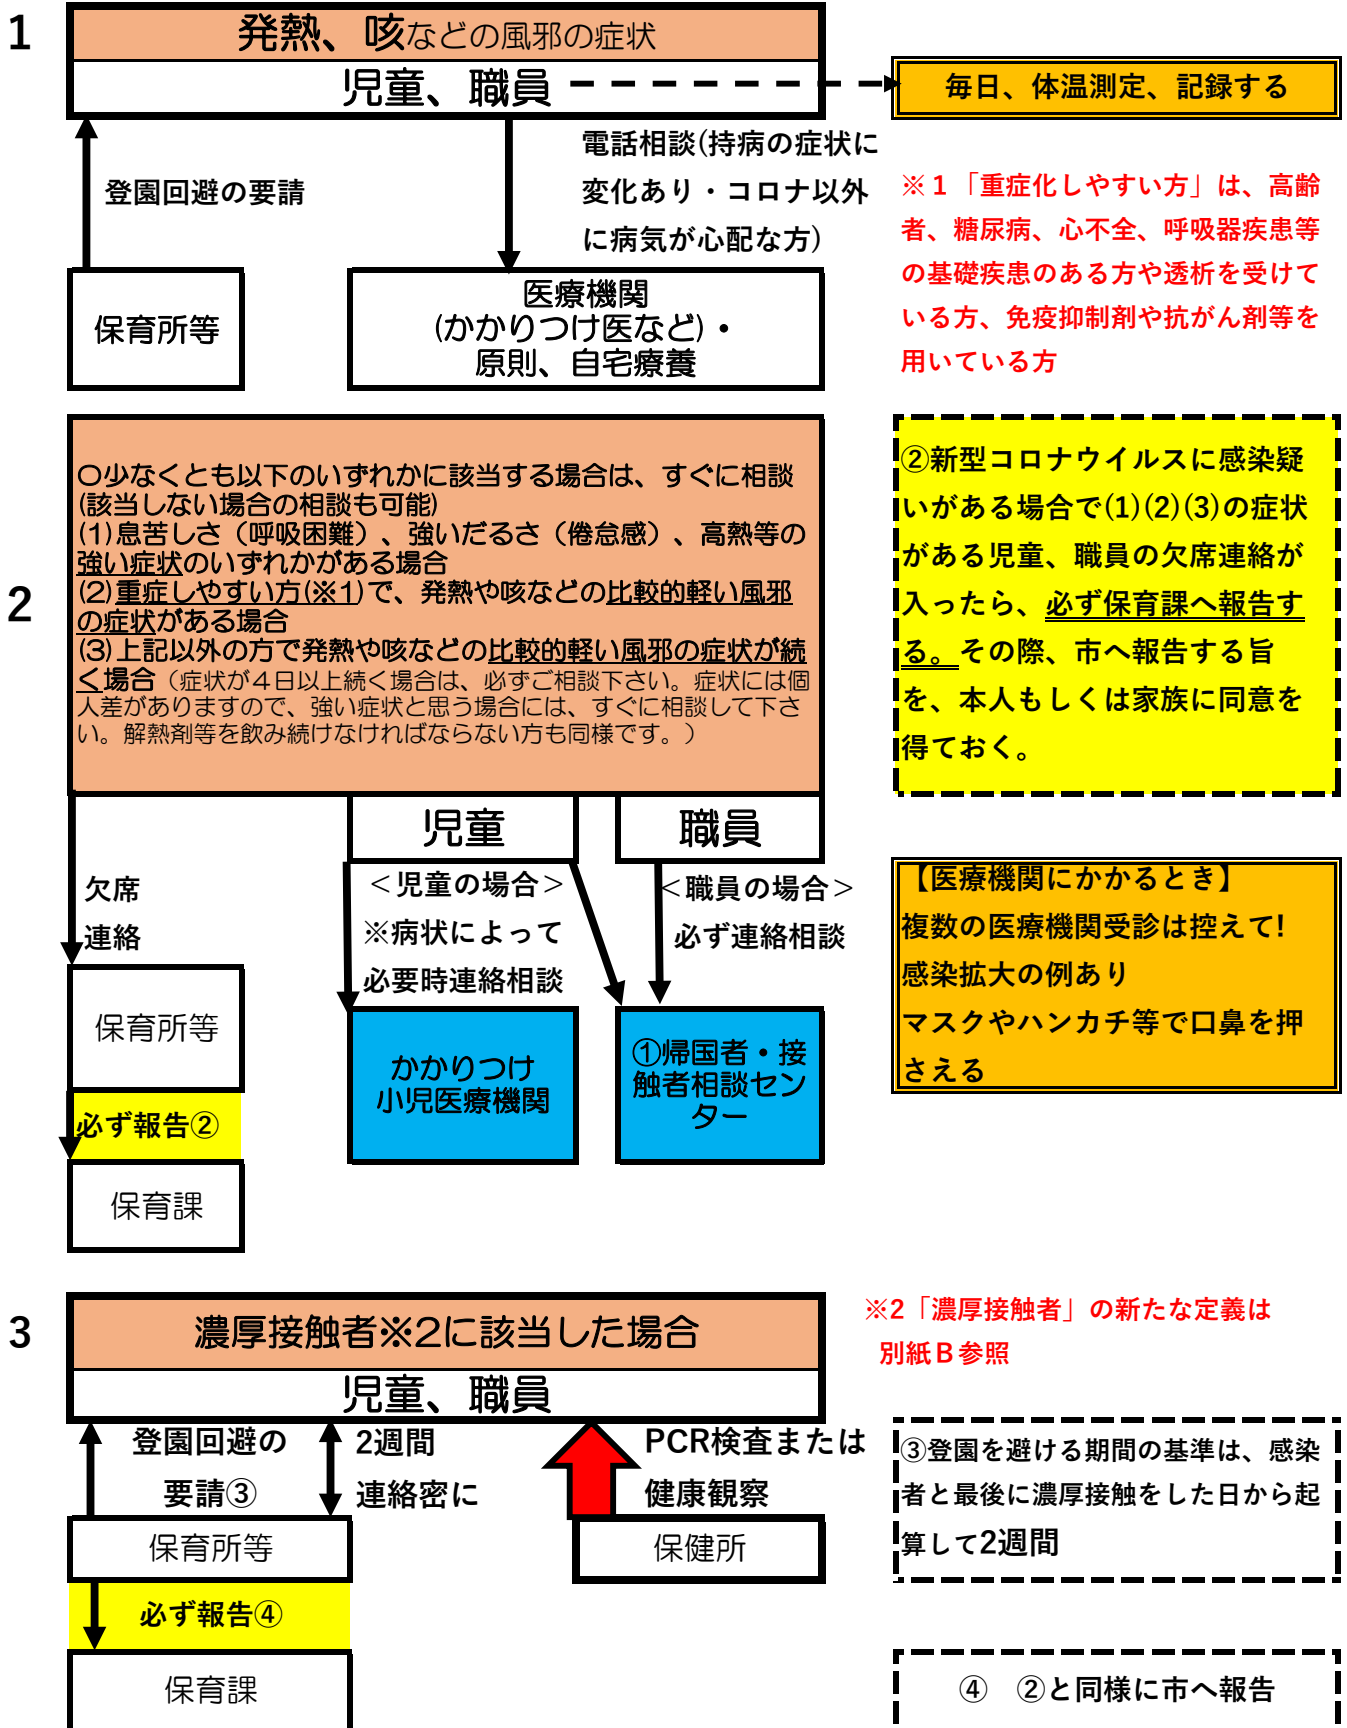 1
発熱、咳などの風邪の症状
児童、職員
毎日、体温測定、記録する
登園回避の要請
電話相談(持病の症状に
変化あり・コロナ以外
に病気が心配な方)
※１「重症化しやすい方」は、高齢
者、糖尿病、心不全、呼吸器疾患等
の基礎疾患のある方や透析を受けて
いる方、免疫抑制剤や抗がん剤等を
用いている方
保育所等
医療機関
(かかりつけ医など)・
原則、自宅療養
2
〇少なくとも以下のいずれかに該当する場合は、すぐに相談
(該当しない場合の相談も可能)
(1)息苦しさ（呼吸困難）、強いだるさ（倦怠感）、高熱等の
強い症状のいずれかがある場合
(2)重症しやすい方(※1)で、発熱や咳などの比較的軽い風邪
の症状がある場合
(3)上記以外の方で発熱や咳などの比較的軽い風邪の症状が続
く場合（症状が４日以上続く場合は、必ずご相談下さい。症状には個
人差がありますので、強い症状と思う場合には、すぐに相談して下さ
い。解熱剤等を飲み続けなければならない方も同様です。）
②新型コロナウイルスに感染疑
いがある場合で(1)(2)(3)の症状
がある児童、職員の欠席連絡が
入ったら、必ず保育課へ報告す
る。その際、市へ報告する旨
を、本人もしくは家族に同意を
得ておく。
児童
職員
欠席
連絡
＜児童の場合＞
※病状によって
必要時連絡相談
＜職員の場合＞
必ず連絡相談
【医療機関にかかるとき】
複数の医療機関受診は控えて!
感染拡大の例あり
マスクやハンカチ等で口鼻を押
さえる
保育所等
かかりつけ
小児医療機関
①帰国者・接
触者相談セン
ター
必ず報告②
保育課
3
濃厚接触者※2に該当した場合
児童、職員
※2「濃厚接触者」の新たな定義は
別紙Ｂ参照
登園回避の
要請③
2週間
連絡密に
PCR検査または
健康観察
③登園を避ける期間の基準は、感染
者と最後に濃厚接触をした日から起
算して2週間
保育所等
保健所
必ず報告④
保育課
④　②と同様に市へ報告